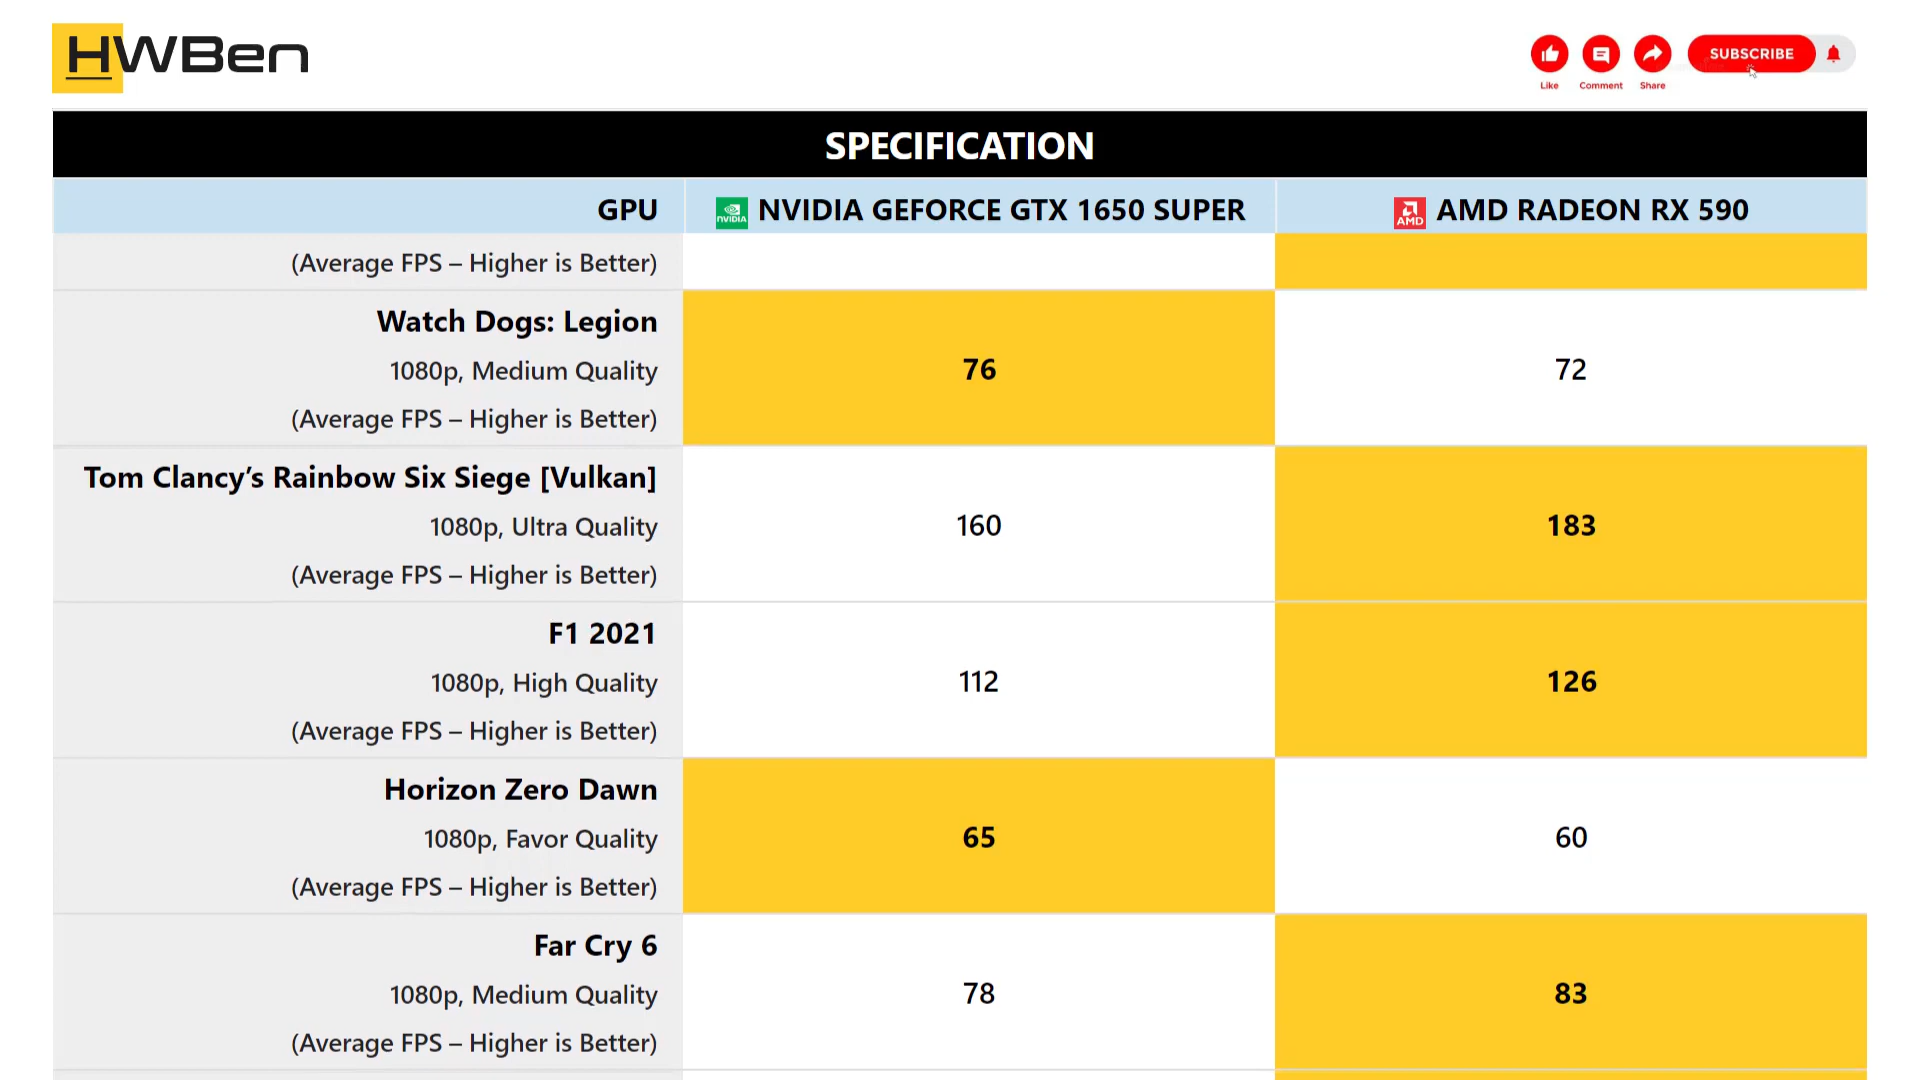 HWBen
Like
Comment
Share
SUBSCRIBE
SPECIFICATION
GPU
NVIDIA
NVIDIA GEFORCE GTX 1650 SUPER
AMD
AMD RADEON RX 590
(Average FPS – Higher is Better)
Watch Dogs: Legion
1080p, Medium Quality
(Average FPS – Higher is Better)
76
72
Tom Clancy’s Rainbow Six Siege [Vulkan]
1080p, Ultra Quality
(Average FPS – Higher is Better)
160
183
F1 2021
1080p, High Quality
(Average FPS – Higher is Better)
112
126
Horizon Zero Dawn
1080p, Favor Quality
(Average FPS – Higher is Better)
65
60
Far Cry 6
1080p, Medium Quality
(Average FPS – Higher is Better)
78
83